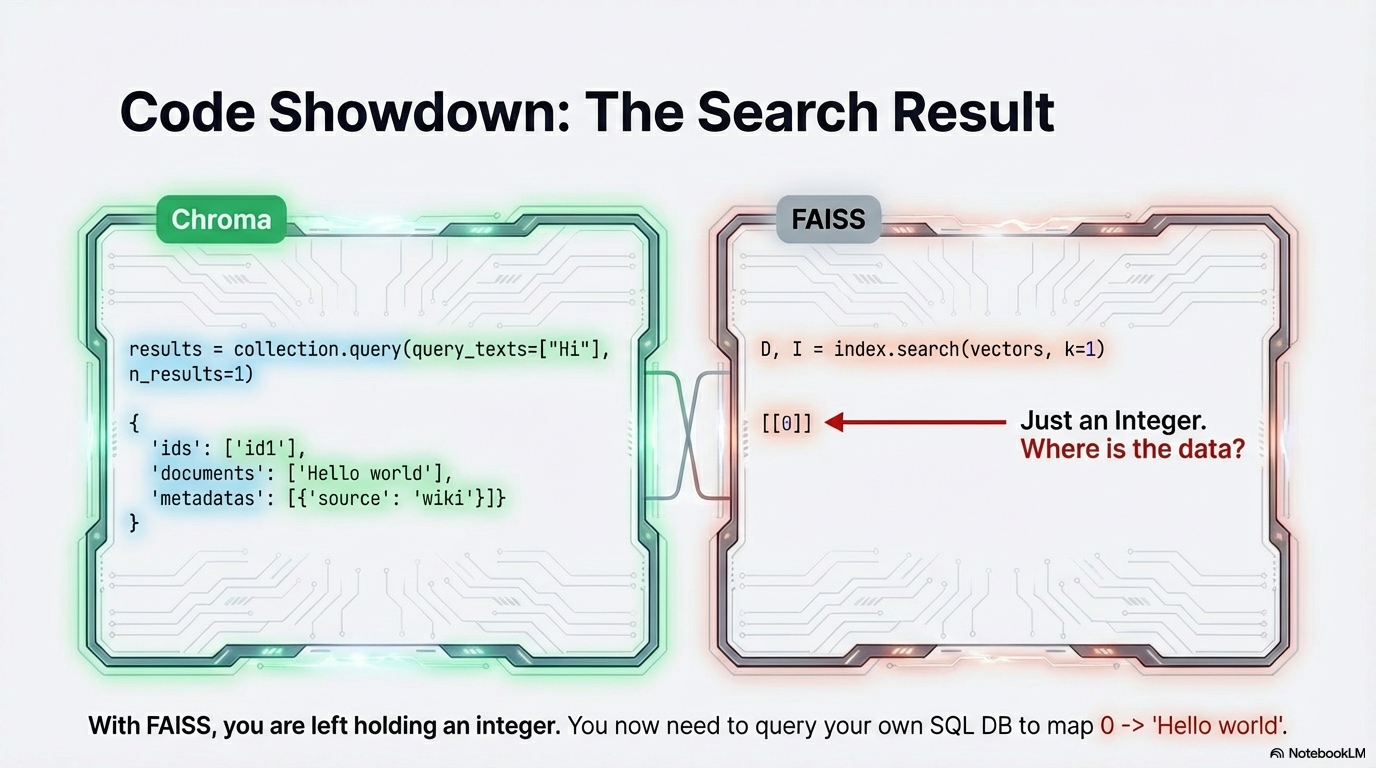 Code Showdown: The Search Result
Chroma
results = collection.query(query_texts=["Hi"],
n_results=1)
{
  'ids': ['id1'],
  'documents': ['Hello world'],
  'metadatas': [{'source': 'wiki'}]}
}
FAISS
D, I = index.search(vectors, k=1)
[[0]]
Just an Integer.
Where is the data?
With FAISS, you are left holding an integer. You now need to query your own SQL DB to map 0 -> 'Hello world'.
NotebookLM